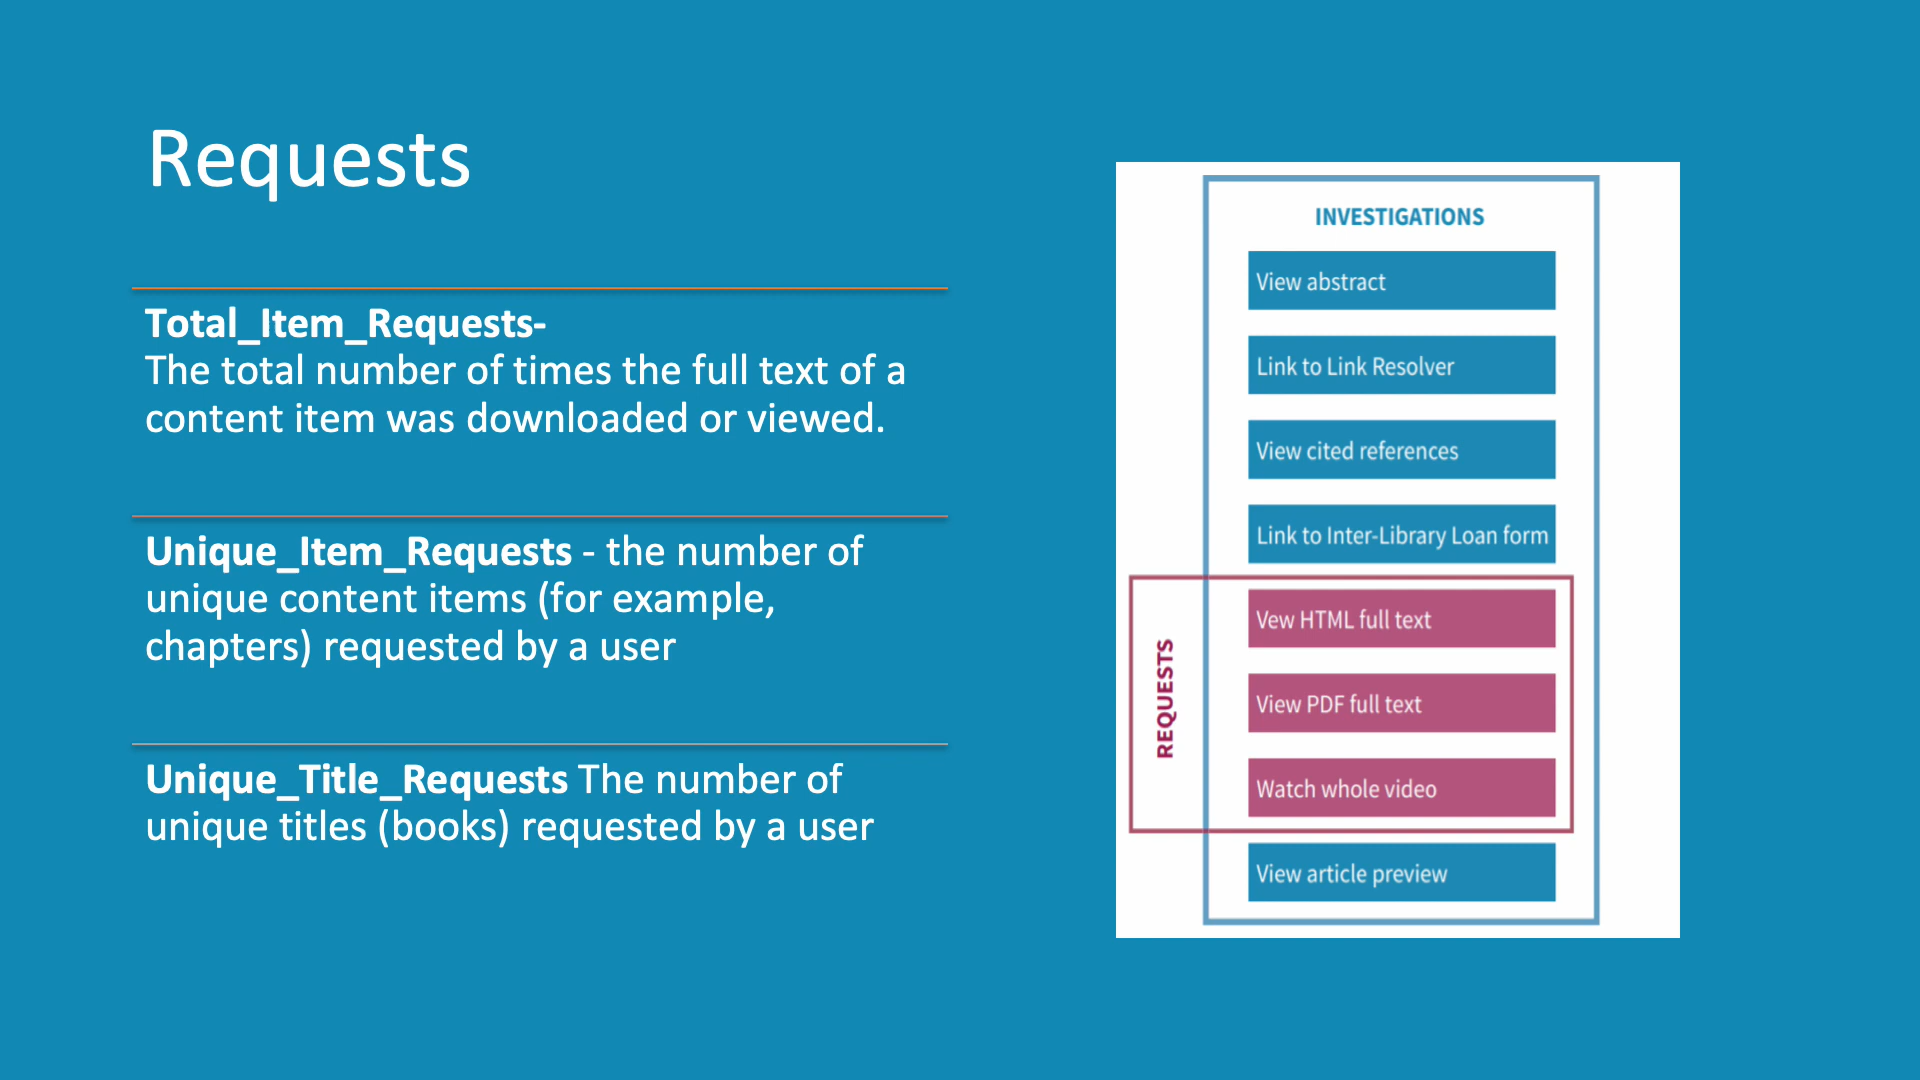 Requests
Total_Item_Requests-
The total number of times the full text of a
content item was downloaded or viewed.
Unique_Item_Requests - the number of
unique content items (for example,
chapters) requested by a user
Unique_Title_Requests The number of
unique titles (books) requested by a user
INVESTIGATIONS
View abstract
Link to Link Resolver
View cited references
Link to Inter-Library Loan form
REQUESTS
Vew HTML full text
View PDF full text
Watch whole video
View article preview